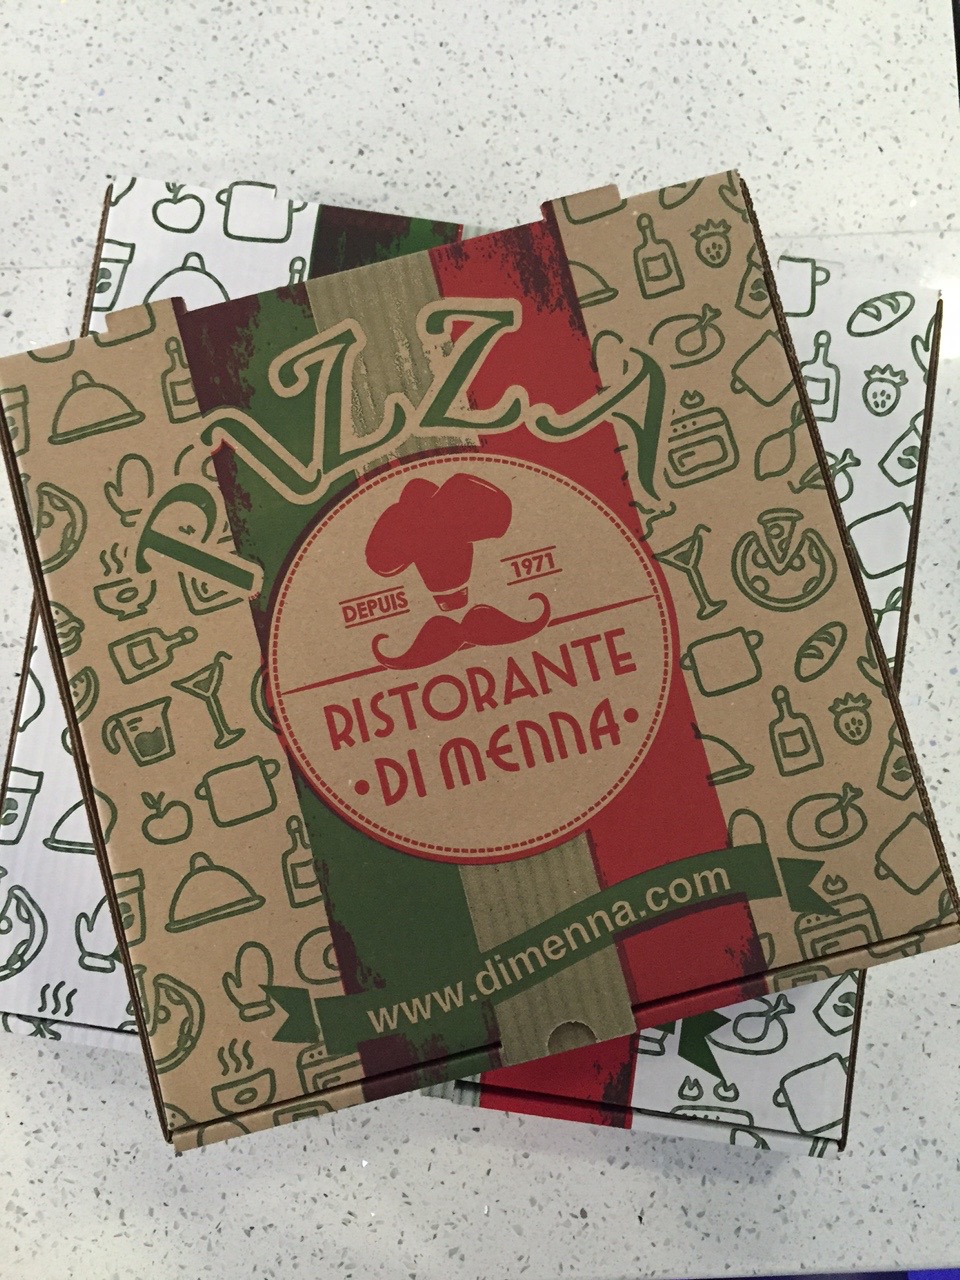 PIZZA
DEPUIS 1971
RISTORANTE
•DI MENNA•
www.dimenna.com